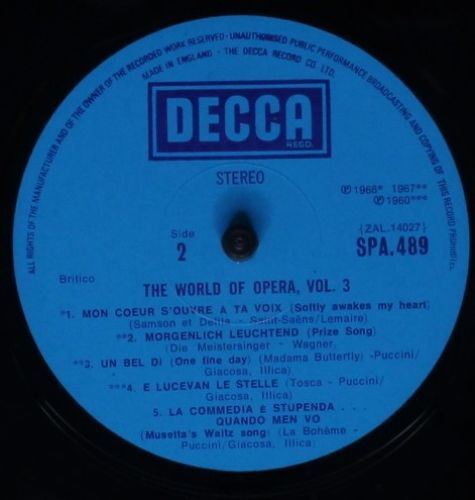 ALL RIGHTS OF THE MANUFACTURER AND OF THE OWNER OF THE RECORDED WORK RESERVED · UNAUTHORISED PUBLIC PERFORMANCE BROADCASTING AND COPYING OF THIS RECORD PROHIBITED
MADE IN ENGLAND · THE DECCA RECORD CO. LTD.
DECCA
REGD.
STEREO
Ⓟ 1966* 1967**
Ⓟ 1960***
Side
2
{ZAL.14027}
SPA.489
Britico
THE WORLD OF OPERA, VOL. 3
*1. MON COEUR S'OUVRE A TA VOIX (Softly awakes my heart)
(Samson et Delila - Saint-Saëns/Lemaire)
**2. MORGENLICH LEUCHTEND (Prize Song)
(Die Meistersinger - Wagner)
**3. UN BEL DI (One fine day) (Madama Butterfly) -Puccini/
Giacosa, Illica)
***4. E LUCEVAN LE STELLE (Tosca - Puccini/
Giacosa, Illica)
5. LA COMMEDIA È STUPENDA . . .
QUANDO MEN VO
(Musetta's Waltz song) (La Bohème -
Puccini/Giacosa, Illica)